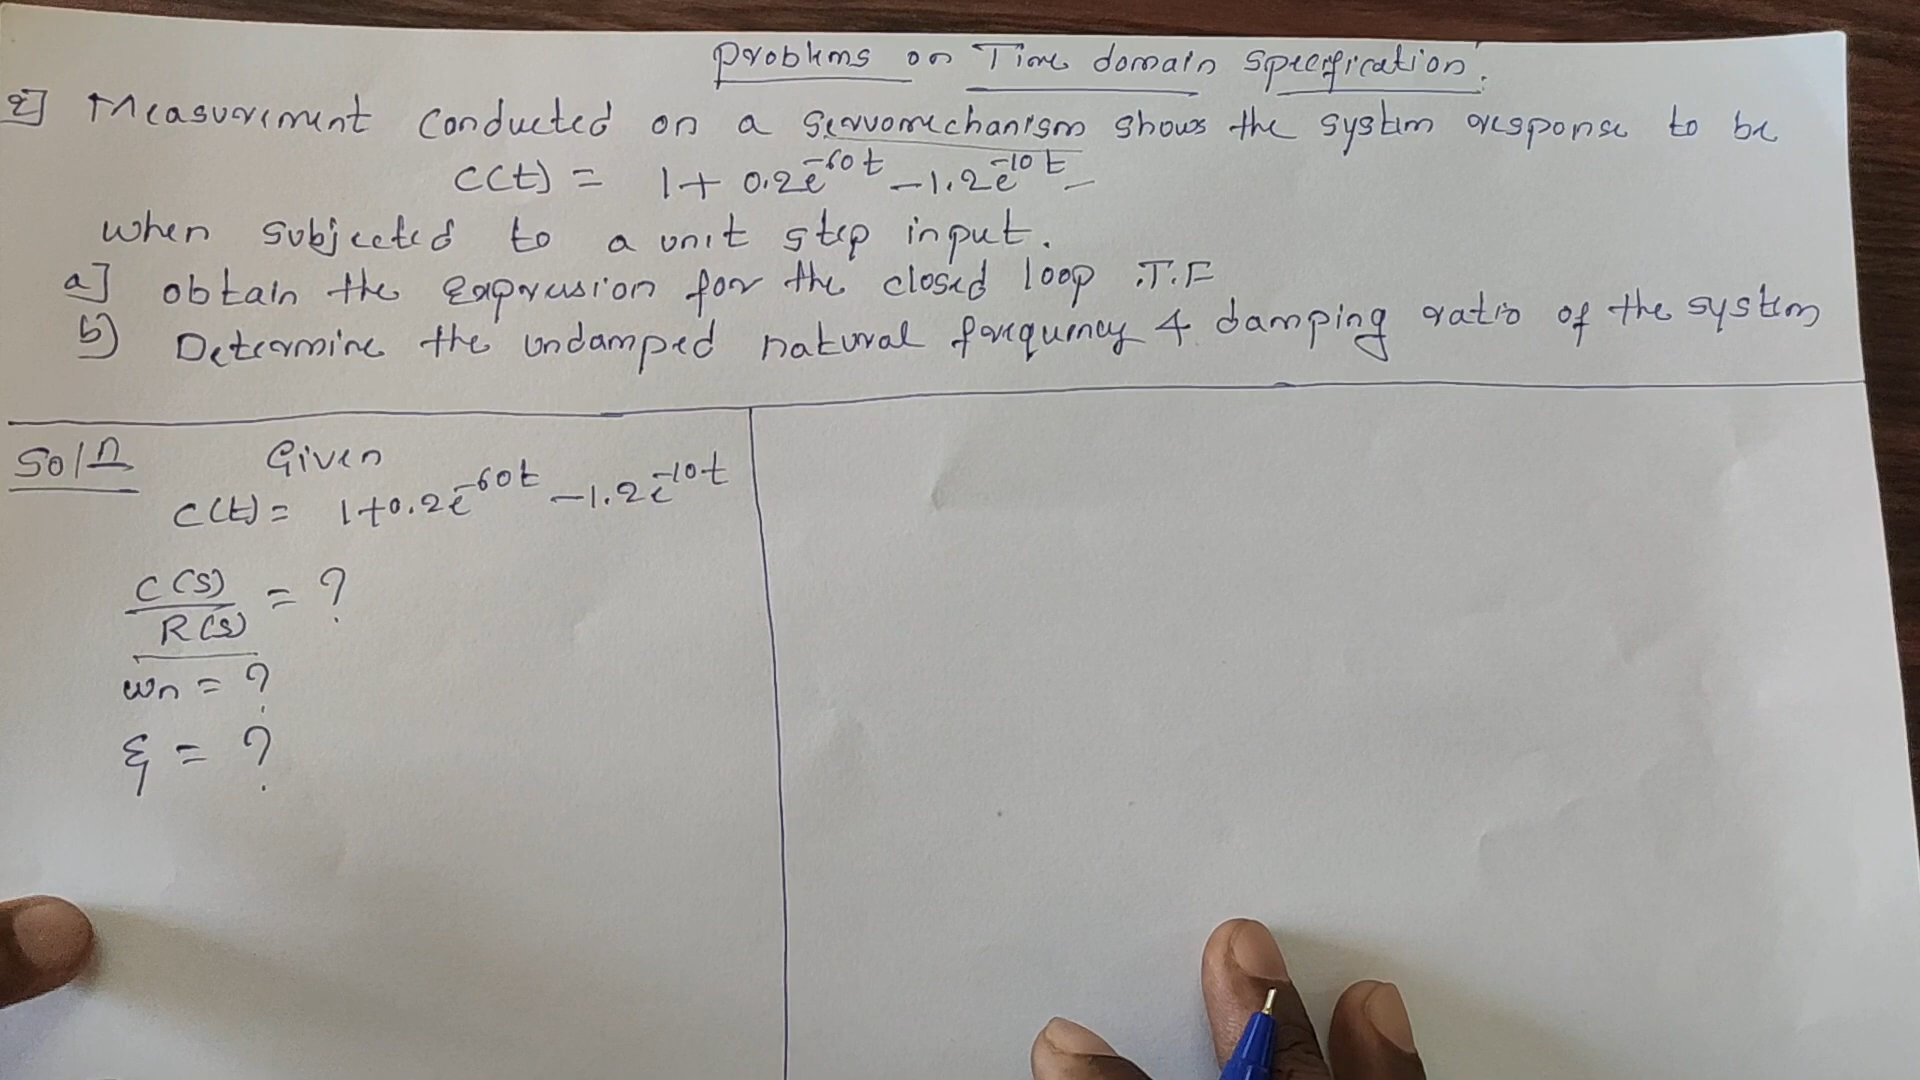 Problems on Time domain specification.
2] Measurement conducted on a servomechanism shows the system response to be
C(t) = 1 + 0.2e^-60t - 1.2e^-10t
when subjected to a unit step input.
a] obtain the expression for the closed loop T.F
b) Determine the undamped natural frequency & damping ratio of the system
Soln Given
C(t) = 1+0.2e^-60t - 1.2e^-10t
C(s)/R(s) = ?
ωn = ?
ξ = ?